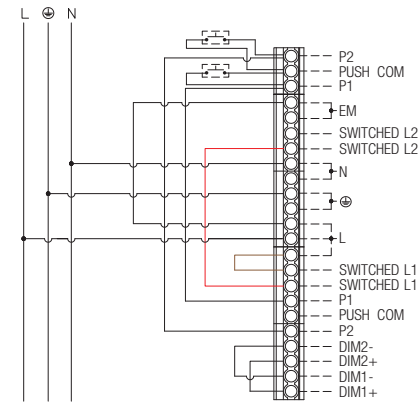 L N
P2
PUSH COM
P1
EM
SWITCHED L2
SWITCHED L2
N
L
SWITCHED L1
SWITCHED L1
P1
PUSH COM
P2
DIM2-
DIM2+
DIM1-
DIM1+